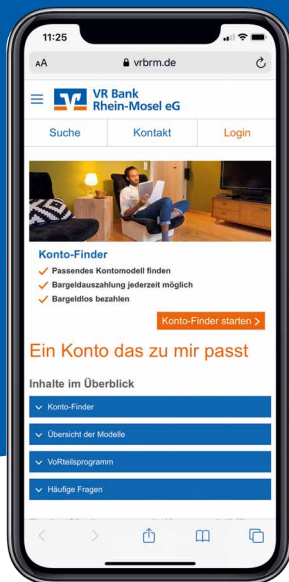 11:25
AA
vrbrm.de
VR Bank
Rhein-Mosel eG
Suche
Kontakt
Login
Konto-Finder
Passendes Kontomodell finden
Bargeldauszahlung jederzeit möglich
Bargeldlos bezahlen
Konto-Finder starten >
Ein Konto das zu mir passt
Inhalte im Überblick
Konto-Finder
Übersicht der Modelle
VoRteilsprogramm
Häufige Fragen